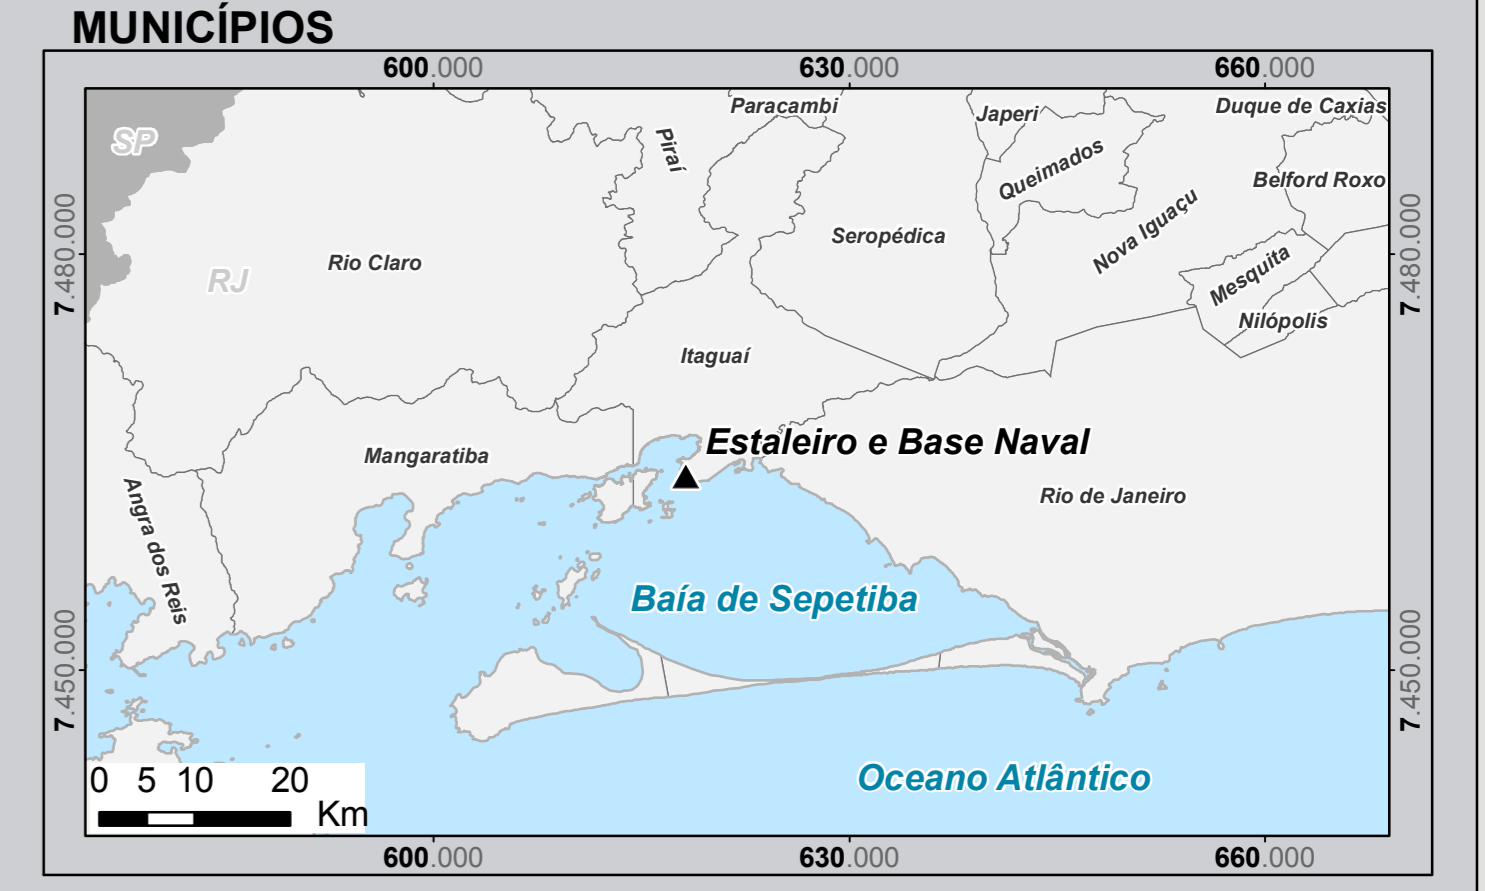 MUNICÍPIOS
600.000 630.000 660.000
Paracambi
Japeri
Duque de Caxias
SP
Piraí
Queimados
Belford Roxo
7.480.000
Rio Claro
RJ
Seropédica
Nova Iguaçu
Mesquita
7.480.000
Nilópolis
Itaguaí
Mangaratiba
Estaleiro e Base Naval
Rio de Janeiro
Angra dos Reis
Baía de Sepetiba
7.450.000
7.450.000
Oceano Atlântico
0 5 10 20
Km
600.000 630.000 660.000